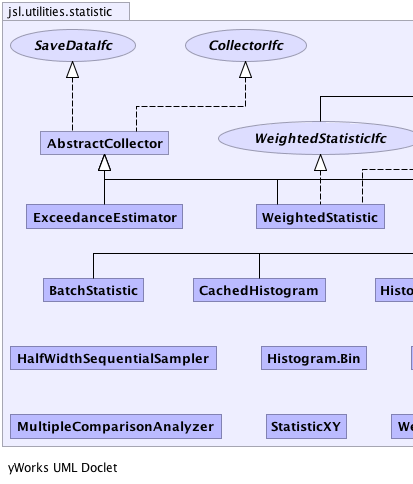 jsl.utilities.statistic
SaveDataIfc
CollectorIfc
AbstractCollector
WeightedStatisticIfc
ExceedanceEstimator
WeightedStatistic
BatchStatistic
CachedHistogram
Histo
HalfWidthSequentialSampler
Histogram.Bin
MultipleComparisonAnalyzer
StatisticXY
We
yWorks UML Doclet